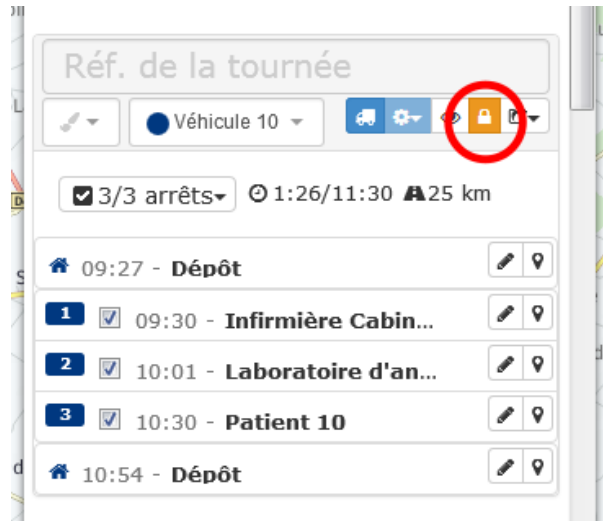 Réf. de la tournée
Véhicule 10
3/3 arrêts 1:26/11:30 25 km
09:27 - Dépôt
1 09:30 - Infirmière Cabin...
2 10:01 - Laboratoire d'an...
3 10:30 - Patient 10
10:54 - Dépôt